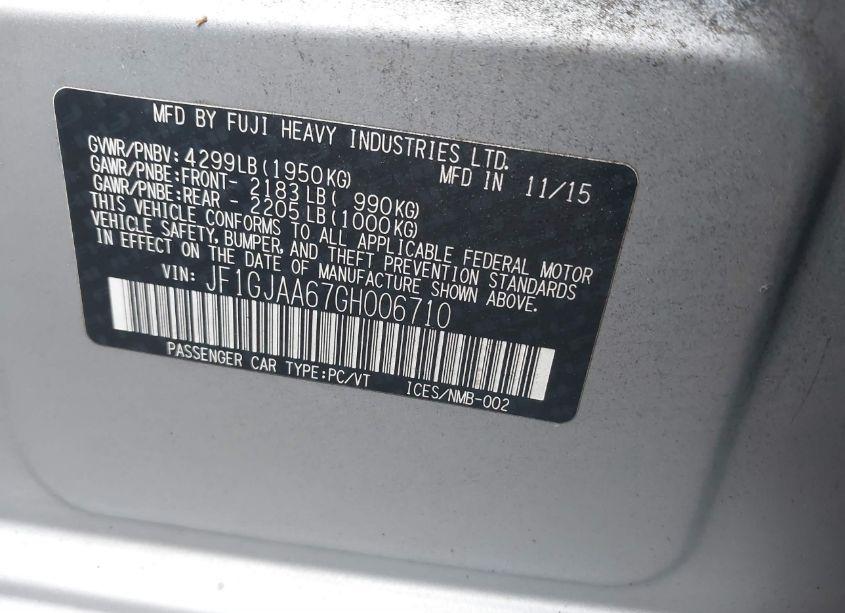 MFD BY FUJI HEAVY INDUSTRIES LTD.
GVWR/PNBV: 4299LB(1950KG) MFD IN 11/15
GAWR/PNBE:FRONT- 2183LB( 990KG)
GAWR/PNBE:REAR - 2205LB(1000KG)
THIS VEHICLE CONFORMS TO ALL APPLICABLE FEDERAL MOTOR
VEHICLE SAFETY, BUMPER, AND THEFT PREVENTION STANDARDS
IN EFFECT ON THE DATE OF MANUFACTURE SHOWN ABOVE.
VIN: JF1GJAA67GH006710
PASSENGER CAR TYPE:PC/VT ICES/NMB-002